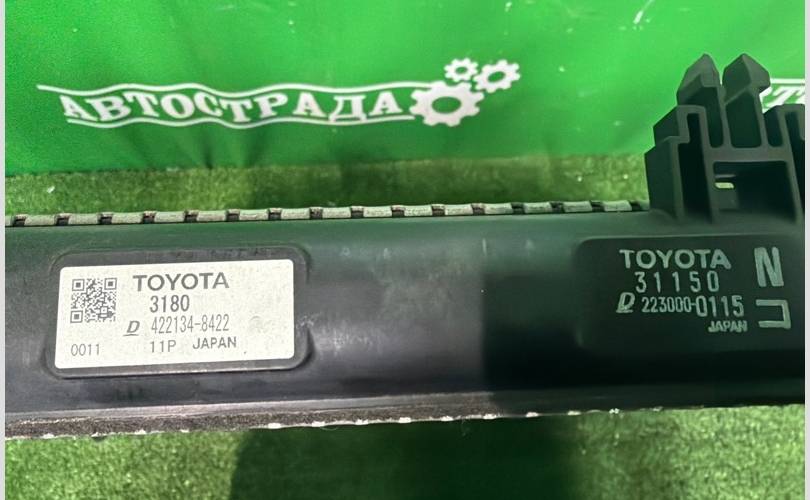 АВТОСТРАДА
TOYOTA
3180
D 422134-8422
0011 11P JAPAN
TOYOTA N
31150
D 223000-0115
JAPAN